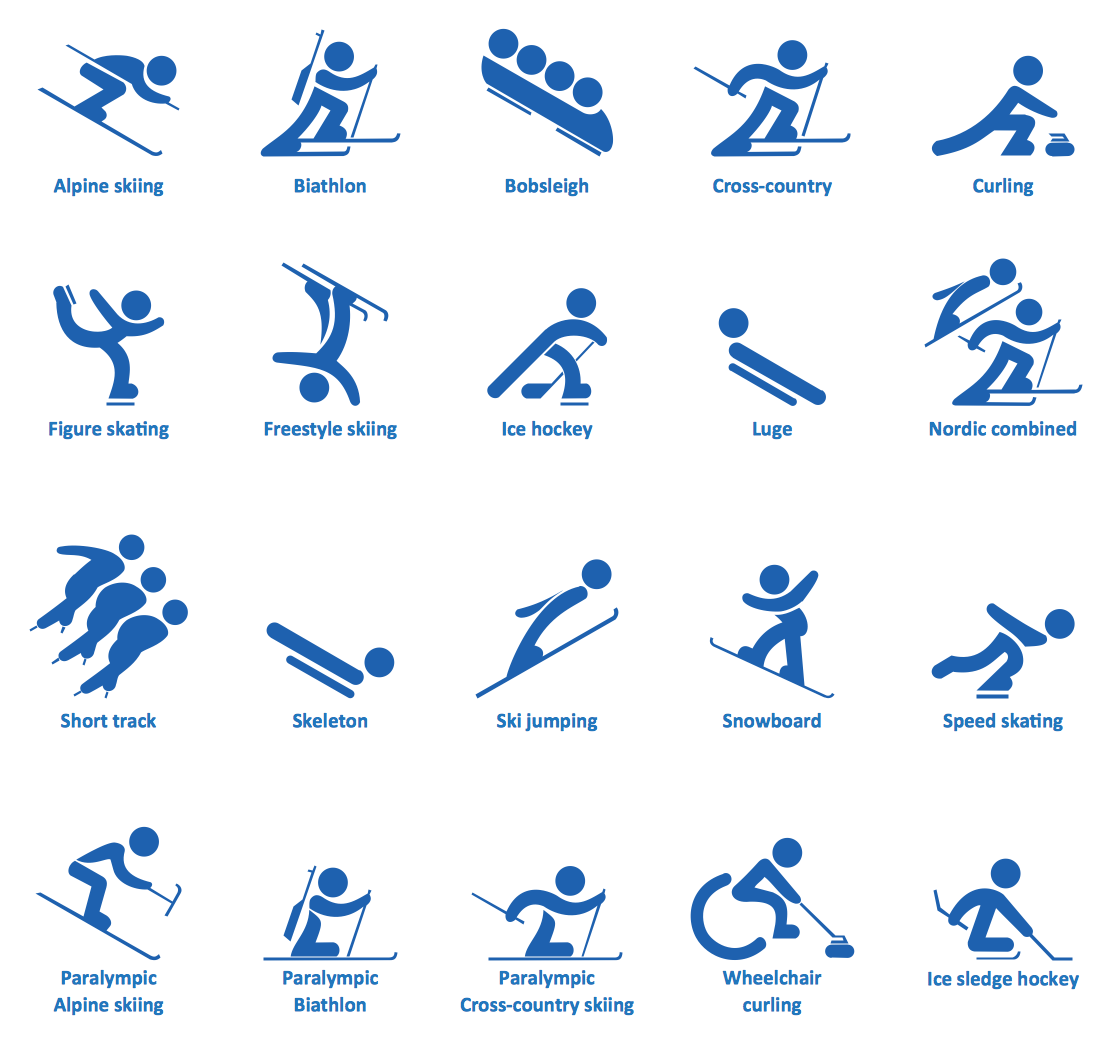 Alpine skiing
Biathlon
Bobsleigh
Cross-country
Curling
Figure skating
Freestyle skiing
Ice hockey
Luge
Nordic combined
Short track
Skeleton
Ski jumping
Snowboard
Speed skating
Paralympic
Alpine skiing
Paralympic
Biathlon
Paralympic
Cross-country skiing
Wheelchair
curling
Ice sledge hockey